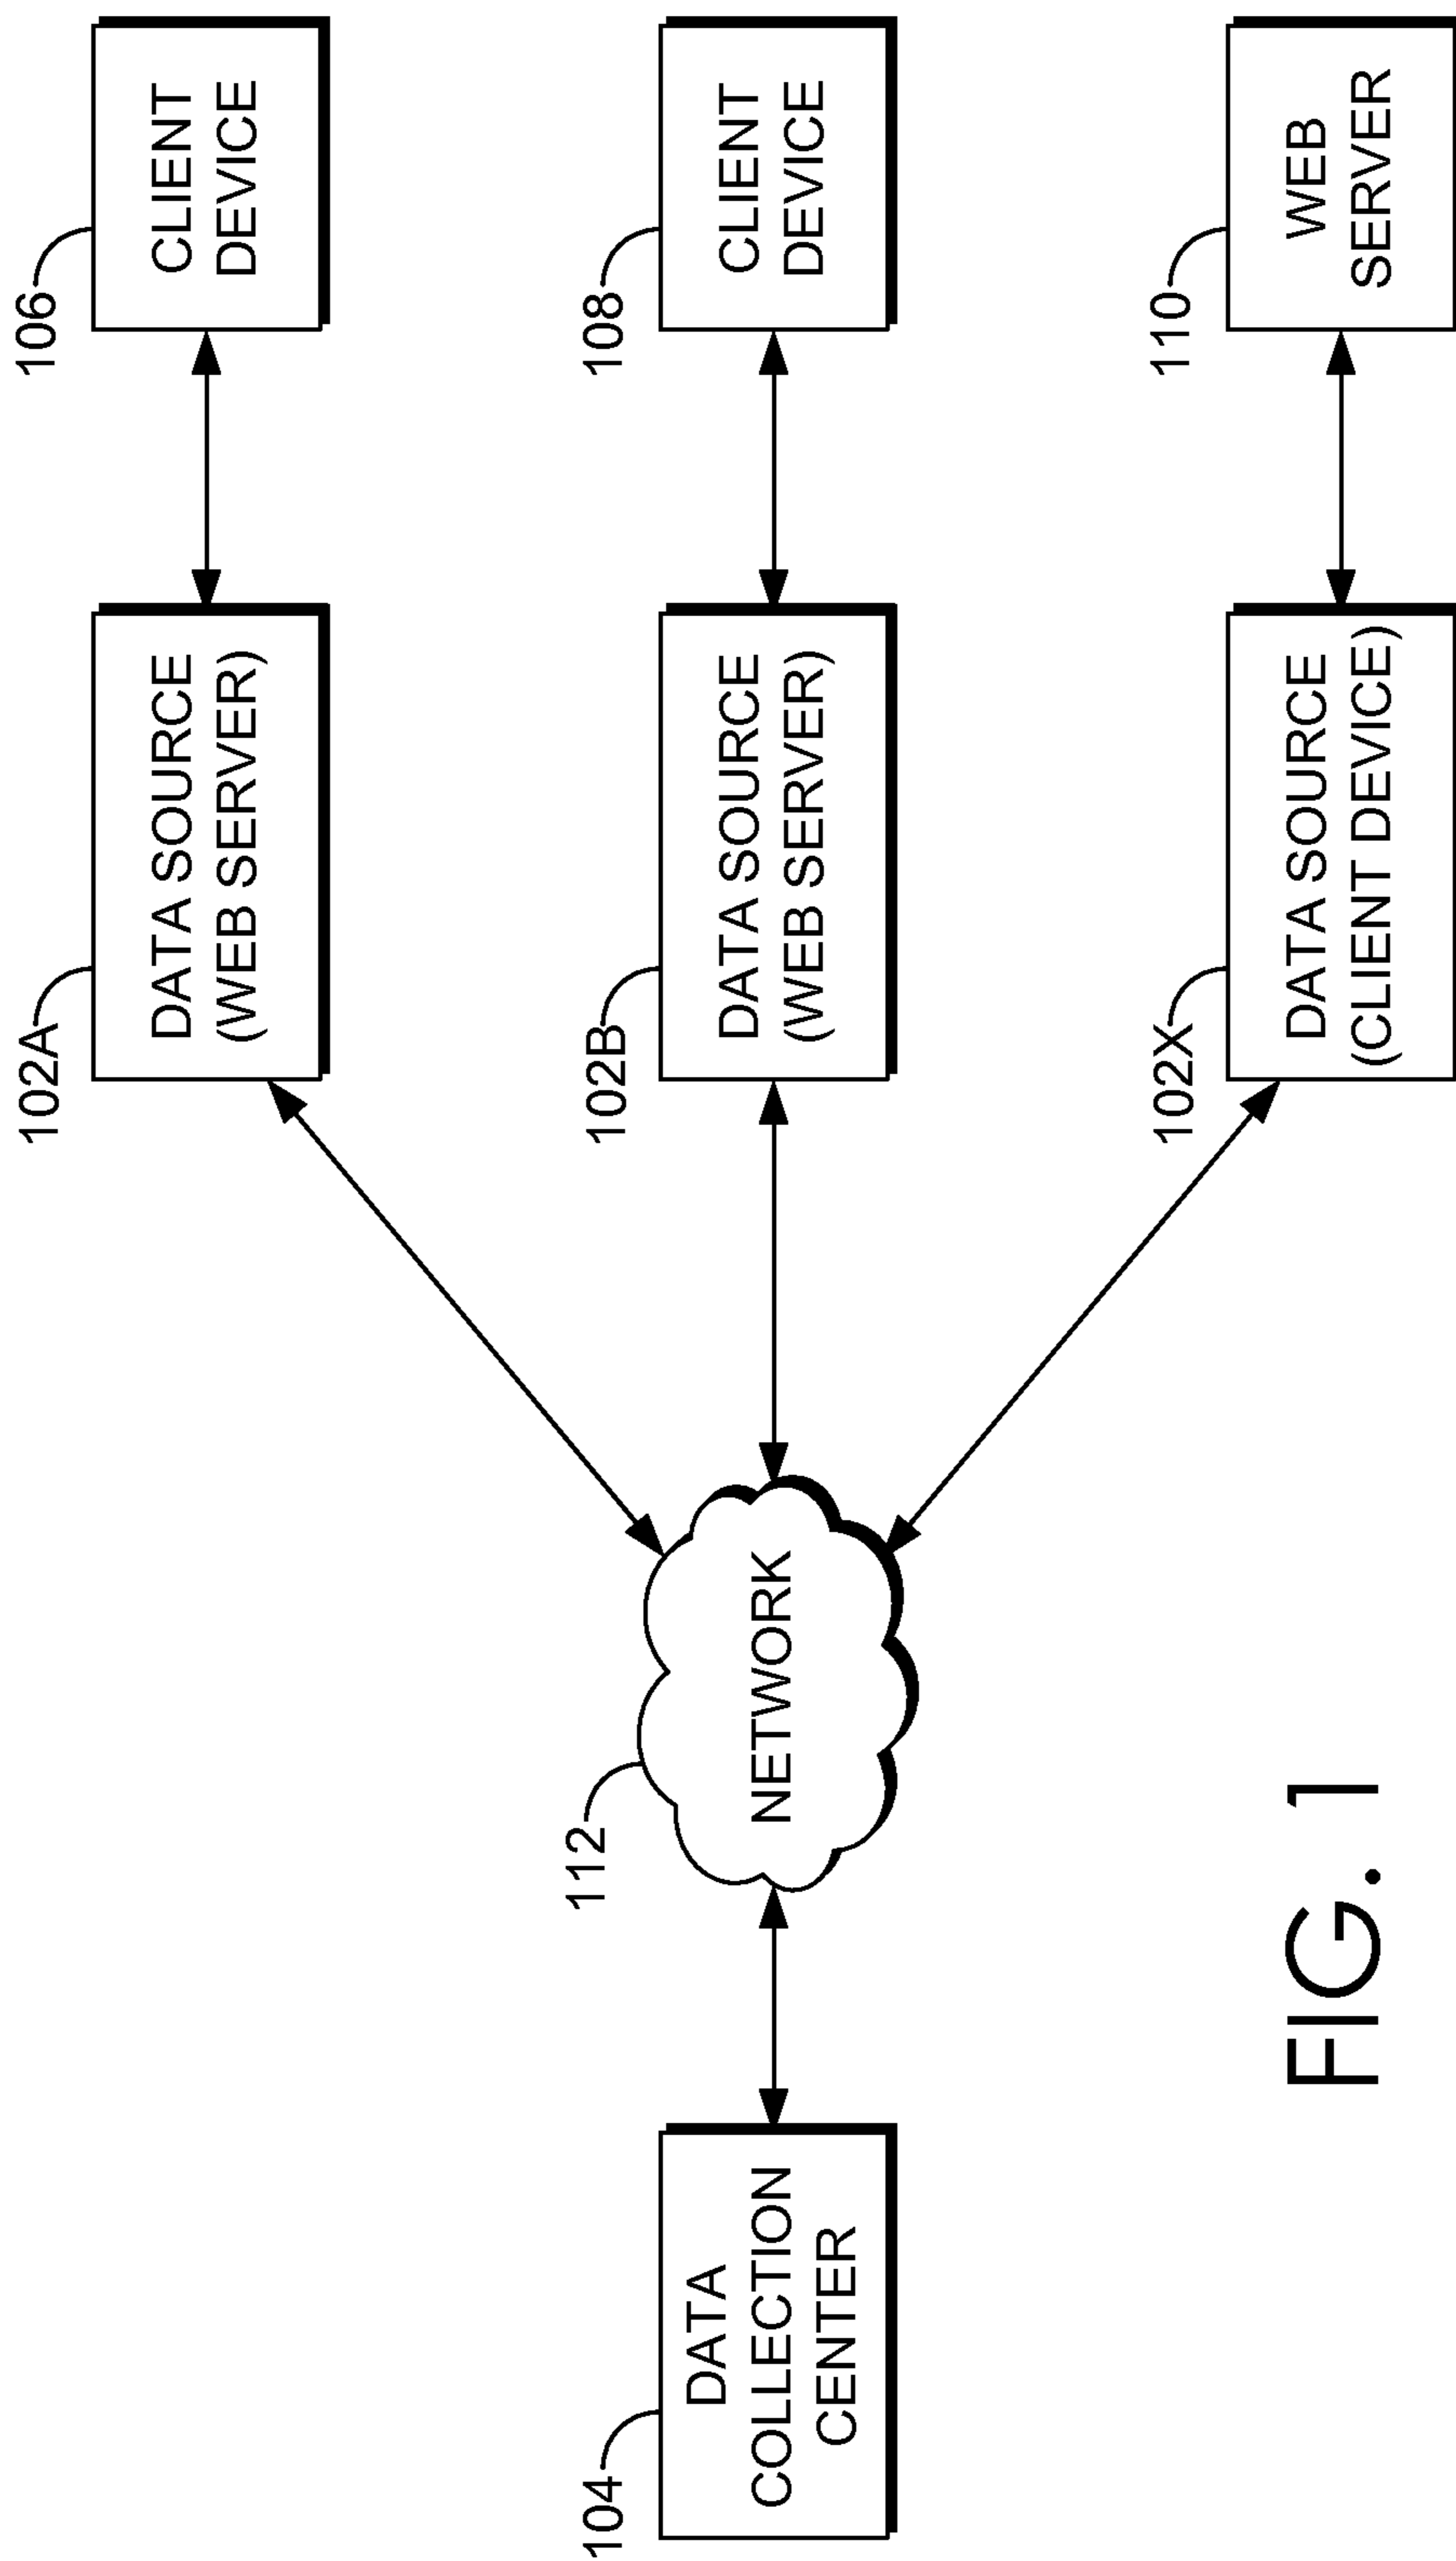 102A
DATA SOURCE
(WEB SERVER)
106
CLIENT
DEVICE
104
DATA
COLLECTION
CENTER
112
NETWORK
102B
DATA SOURCE
(WEB SERVER)
108
CLIENT
DEVICE
102X
DATA SOURCE
(CLIENT DEVICE)
110
WEB
SERVER
FIG. 1